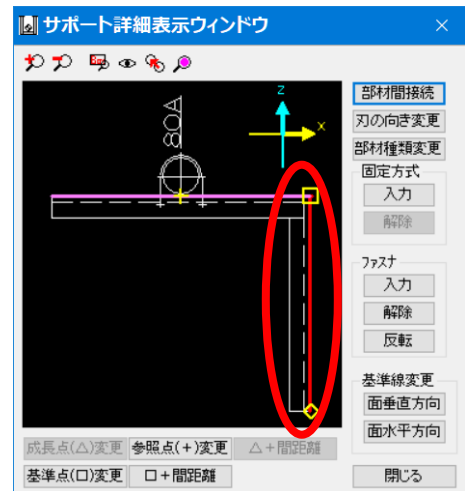 サポート詳細表示ウィンドウ
部材間接続
刃の向き変更
部材種類変更
固定方式
入力
解除
ファスナ
入力
解除
反転
基準線変更
面垂直方向
面水平方向
80A
Z
X
成長点(△)変更 参照点(+)変更 △+間距離
基準点(□)変更 □+間距離 閉じる